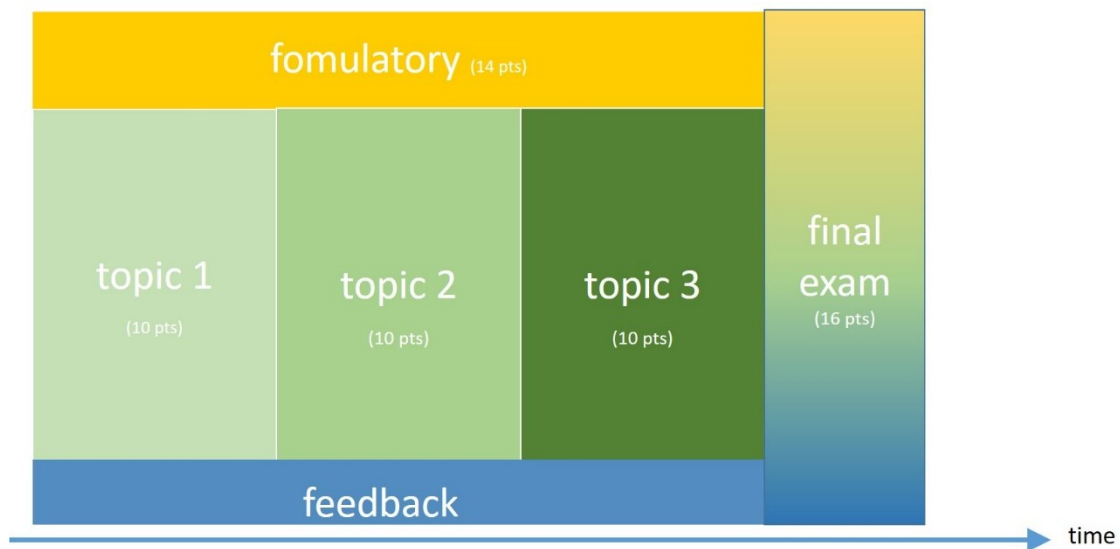 fomulatory (14 pts)
topic 1
(10 pts)
topic 2
(10 pts)
topic 3
(10 pts)
final
exam
(16 pts)
feedback
time